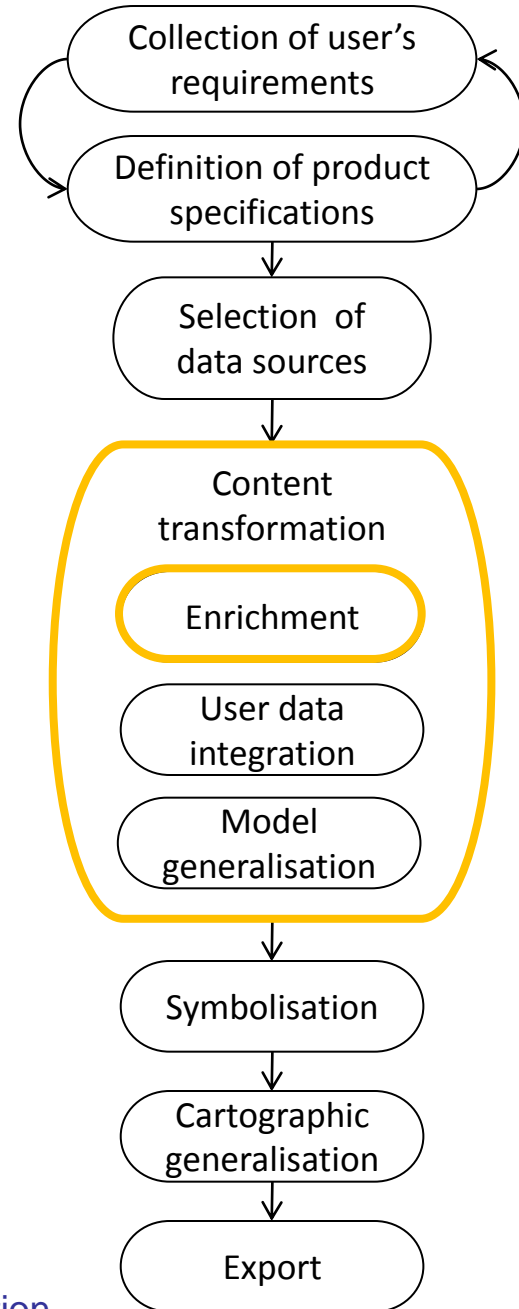 Collection of user's
requirements
Definition of product
specifications
Selection of
data sources
Content
transformation
Enrichment
User data
integration
Model
generalisation
Symbolisation
Cartographic
generalisation
Export